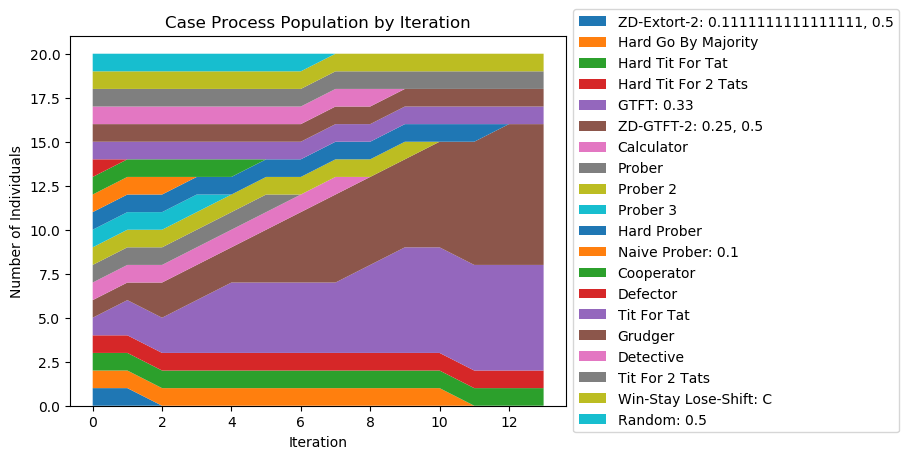 Case Process Population by Iteration
Number of Individuals
20.0
17.5
15.0
12.5
10.0
7.5
5.0
2.5
0.0
0 2 4 6 8 10 12
Iteration
ZD-Extort-2: 0.1111111111111111, 0.5
Hard Go By Majority
Hard Tit For Tat
Hard Tit For 2 Tats
GTFT: 0.33
ZD-GTFT-2: 0.25, 0.5
Calculator
Prober
Prober 2
Prober 3
Hard Prober
Naive Prober: 0.1
Cooperator
Defector
Tit For Tat
Grudger
Detective
Tit For 2 Tats
Win-Stay Lose-Shift: C
Random: 0.5